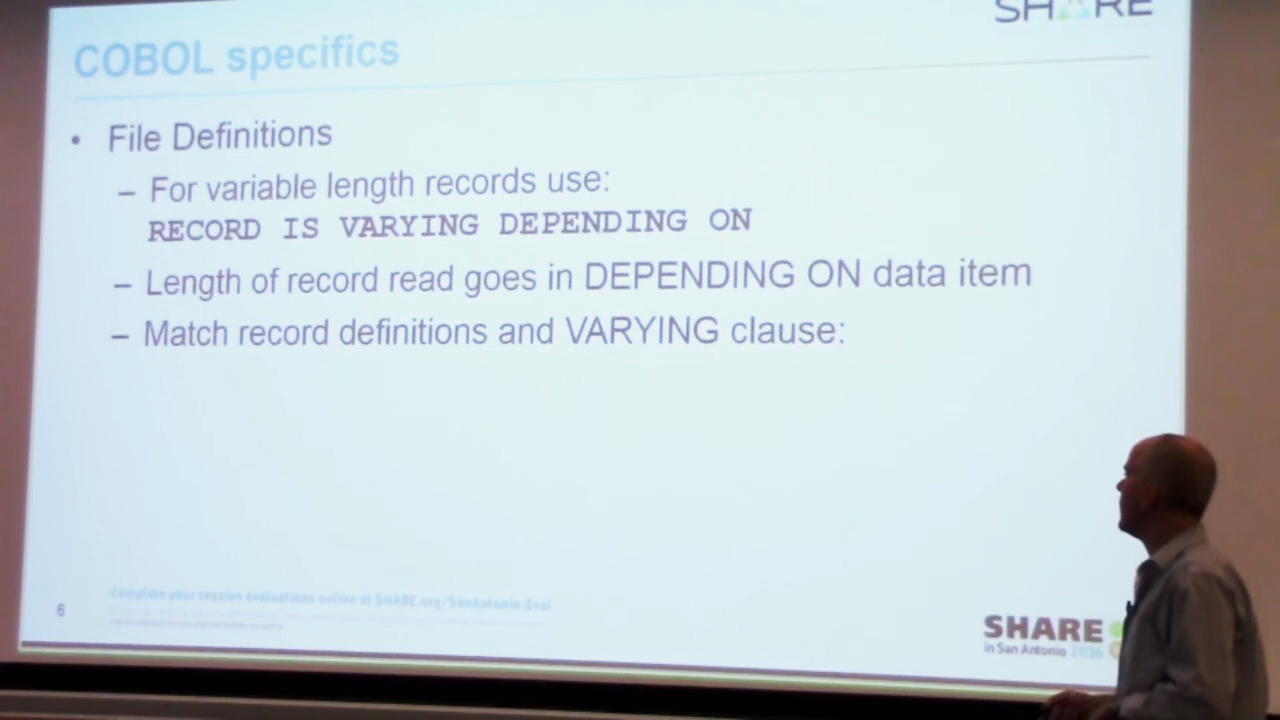 SHARE
COBOL specifics
• File Definitions
– For variable length records use:
RECORD IS VARYING DEPENDING ON
– Length of record read goes in DEPENDING ON data item
– Match record definitions and VARYING clause:
Complete your session evaluations online at SHARE.org/SanAntonio-Eval
6
SHARE
in San Antonio 2016